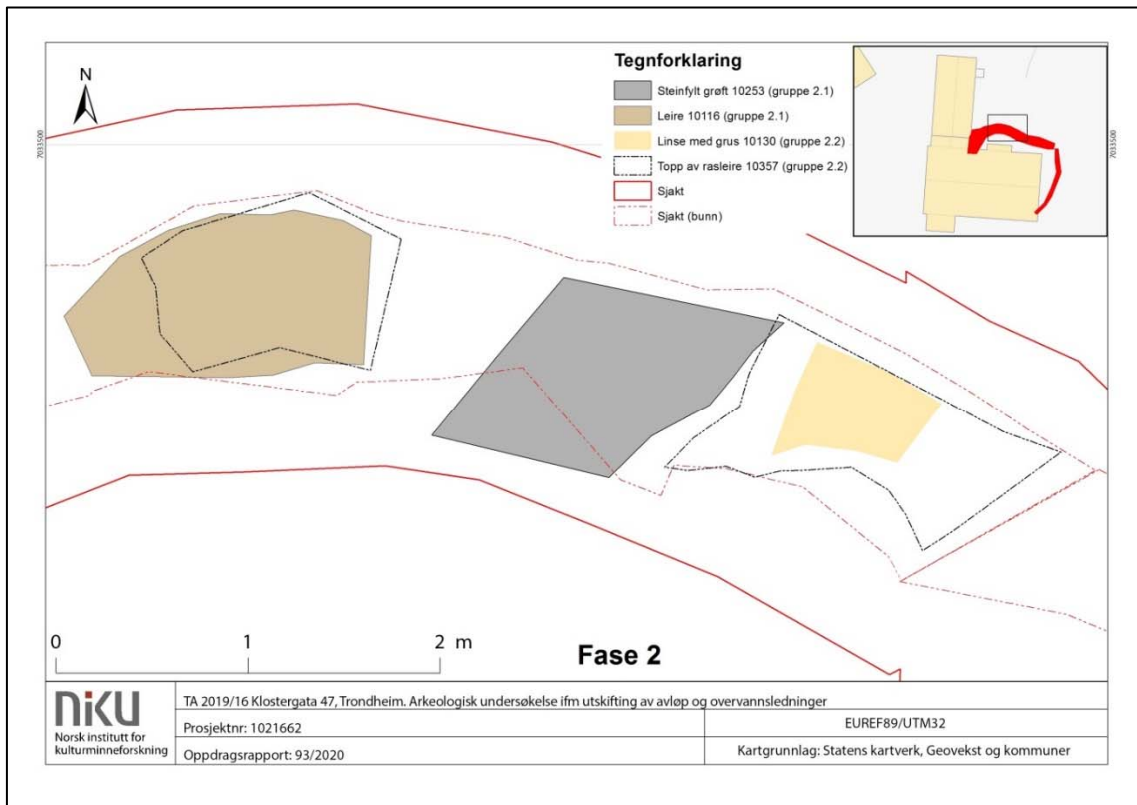 N
7033500
Tegnforklaring
Steinfylt grøft 10253 (gruppe 2.1)
Leire 10116 (gruppe 2.1)
Linse med grus 10130 (gruppe 2.2)
Topp av rasleire 10357 (gruppe 2.2)
Sjakt
Sjakt (bunn)
7033500
0 1 2 m
Fase 2
NIKU
Norsk institutt for
kulturminneforskning
TA 2019/16 Klostergata 47, Trondheim. Arkeologisk undersøkelse ifm utskifting av avløp og overvannsledninger
Prosjektnr: 1021662
EUREF89/UTM32
Oppdragsrapport: 93/2020
Kartgrunnlag: Statens kartverk, Geovekst og kommuner